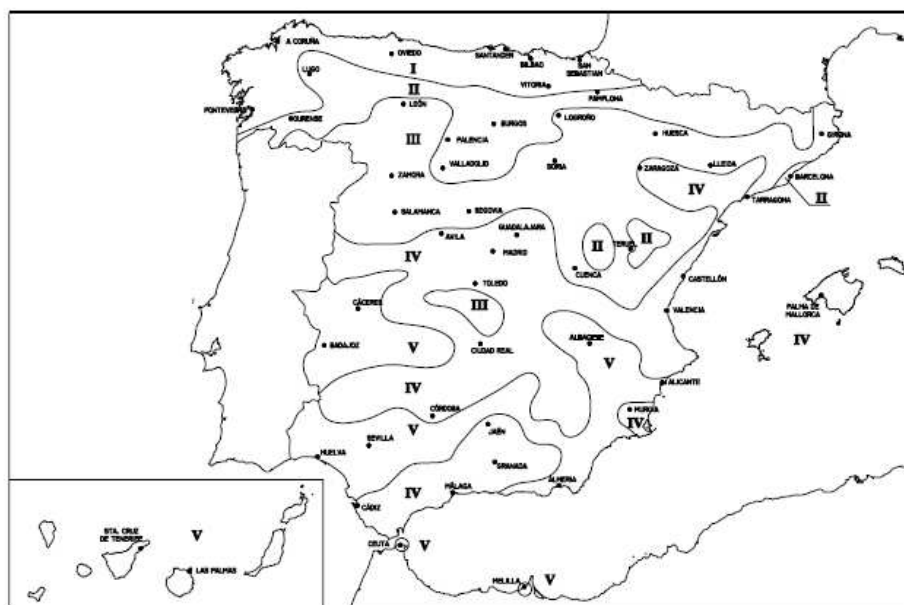 A CORUÑA
OVIEDO
SANTANDER
BILBAO
SAN
SEBASTIAN
LUGO
I
VITORIA
PAMPLONA
II
PONTEVEDRA
LEÓN
OURENSE
BURGOS
LOGROÑO
HUESCA
GIRONA
III
PALENCIA
VALLADOLID
SORIA
ZARAGOZA
LLEIDA
BARCELONA
ZAMORA
IV
II
TARRAGONA
SALAMANCA
SEGOVIA
GUADALAJARA
AVILA
IV
MADRID
II
TERUEL
II
CUENCA
CASTELLÓN
TOLEDO
CÁCERES
III
VALENCIA
PALMA DE
MALLORCA
IV
BADAJOZ
V
CIUDAD REAL
ALBACETE
V
IV
ALICANTE
CÓRDOBA
V
MURCIA
IV
JAÉN
SEVILLA
HUELVA
GRANADA
IV
MÁLAGA
ALMERIA
CÁDIZ
STA. CRUZ
DE TENERIFE
V
CEUTA
V
LAS PALMAS
MELILLA
V